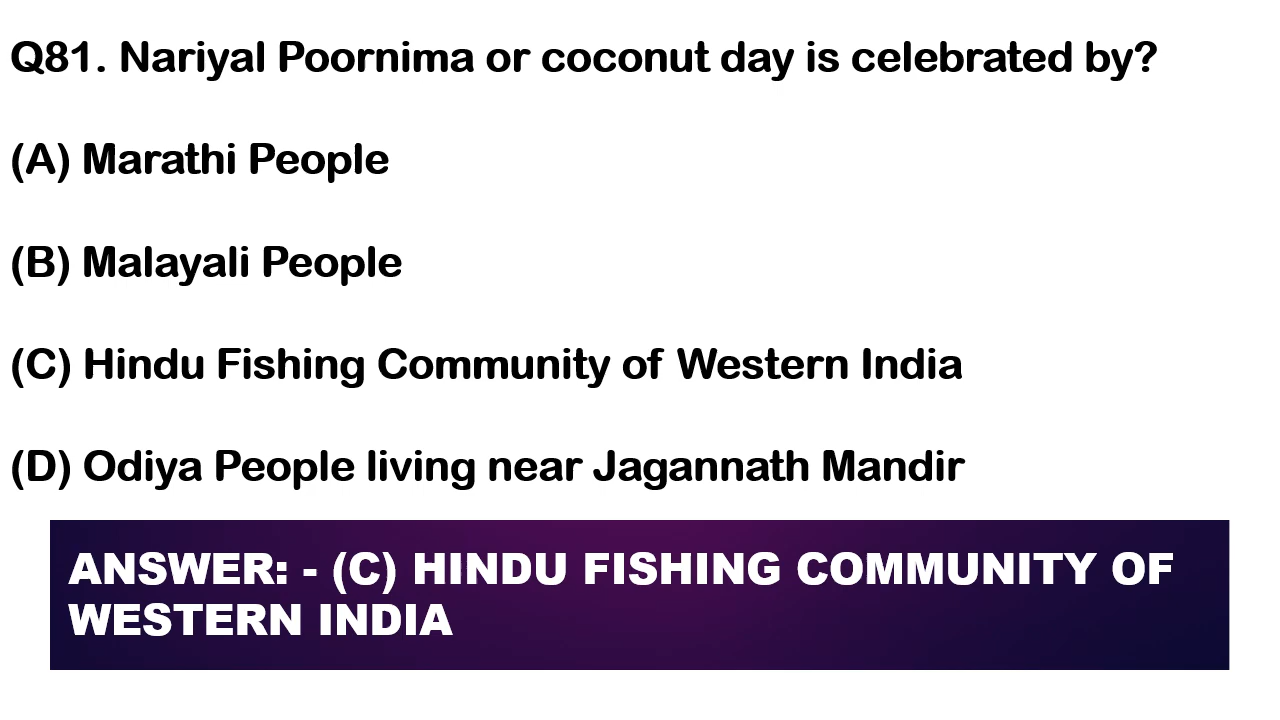 Q81. Nariyal Poornima or coconut day is celebrated by?
(A) Marathi People
(B) Malayali People
(C) Hindu Fishing Community of Western India
(D) Odiya People living near Jagannath Mandir
ANSWER: - (C) HINDU FISHING COMMUNITY OF
WESTERN INDIA